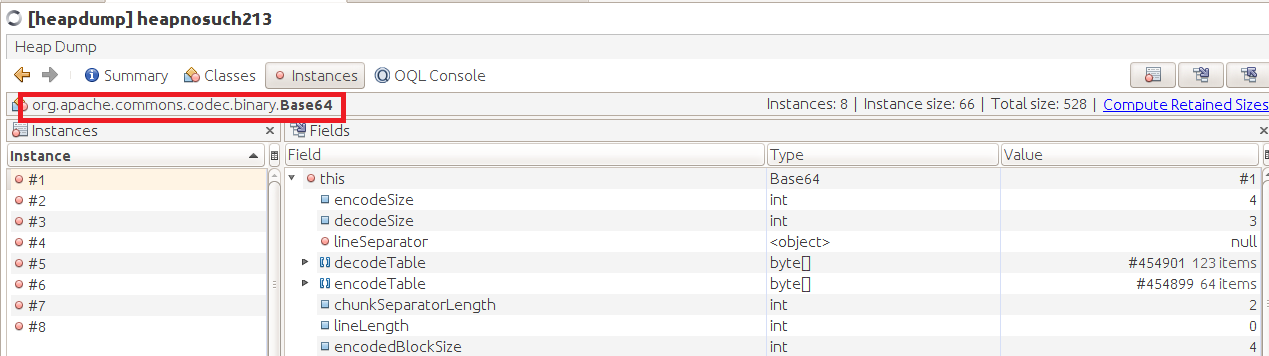 [heapdump] heapnosuch213
Heap Dump
Summary Classes Instances OQL Console
org.apache.commons.codec.binary.Base64 Instances: 8 | Instance size: 66 | Total size: 528 | Compute Retained Sizes
Instances × Fields ×
Instance Field Type Value
#1 this Base64 #1
#2 encodeSize int 4
#3 decodeSize int 3
#4 lineSeparator <object> null
#5 decodeTable byte[] #454901 123 items
#6 encodeTable byte[] #454899 64 items
#7 chunkSeparatorLength int 2
#8 lineLength int 0
encodedBlockSize int 4